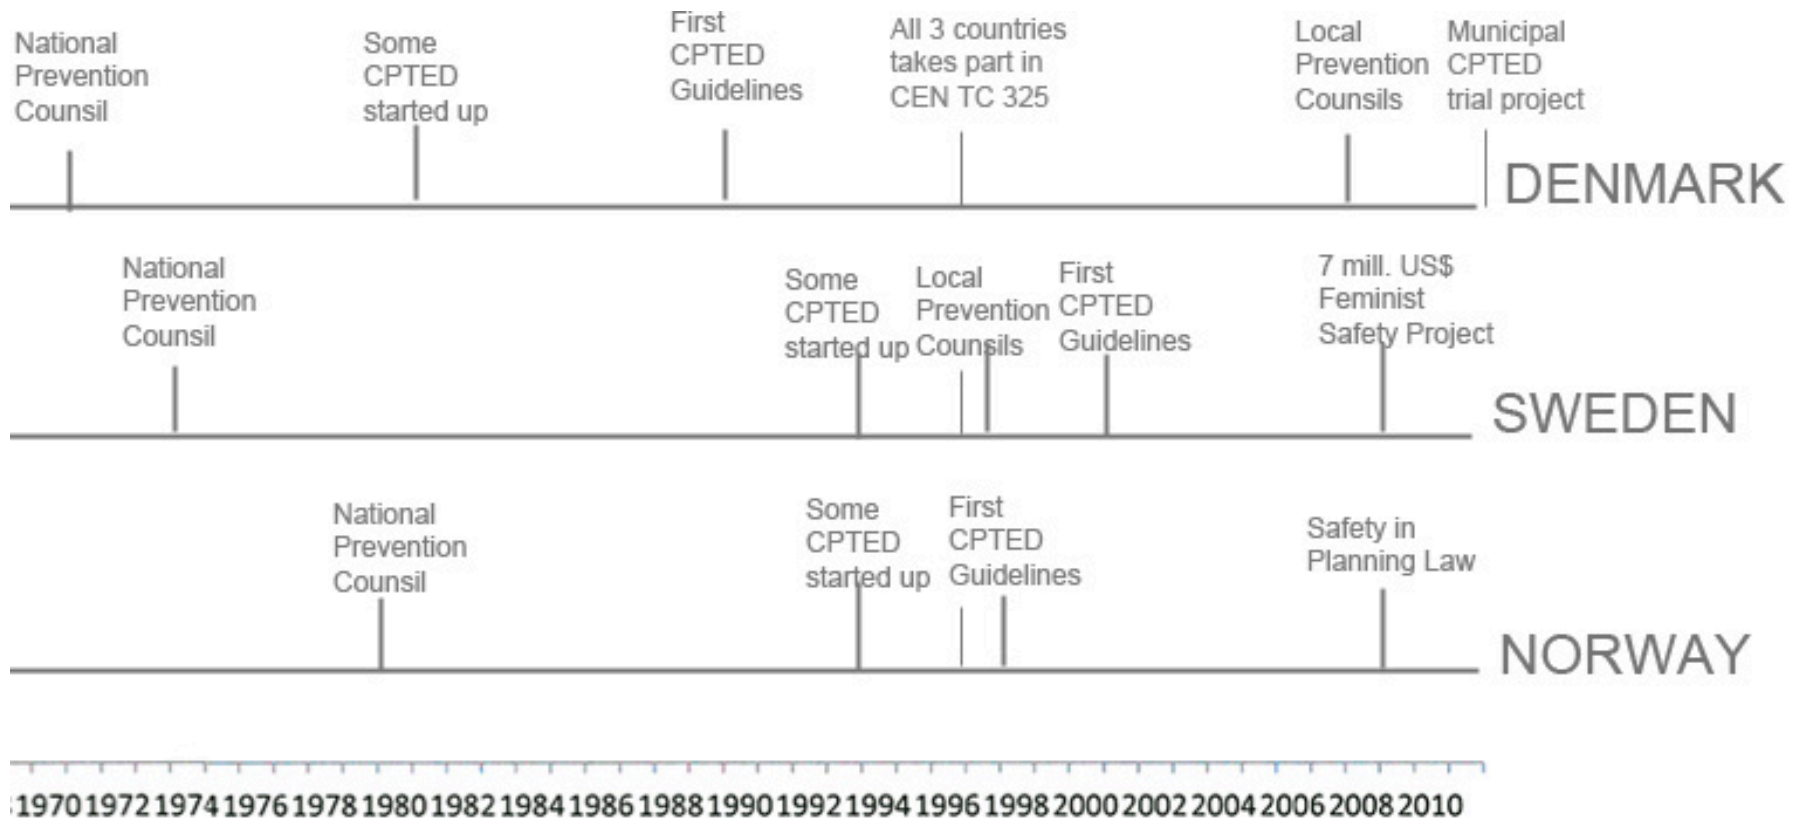 National
Prevention
Counsil
Some
CPTED
started up
First
CPTED
Guidelines
All 3 countries
takes part in
CEN TC 325
Local
Prevention
Counsils
Municipal
CPTED
trial project
DENMARK
National
Prevention
Counsil
Some
CPTED
started up
Local
Prevention
Counsils
First
CPTED
Guidelines
7 mill. US$
Feminist
Safety Project
SWEDEN
National
Prevention
Counsil
Some
CPTED
started up
First
CPTED
Guidelines
Safety in
Planning Law
NORWAY
1970 1972 1974 1976 1978 1980 1982 1984 1986 1988 1990 1992 1994 1996 1998 2000 2002 2004 2006 2008 2010